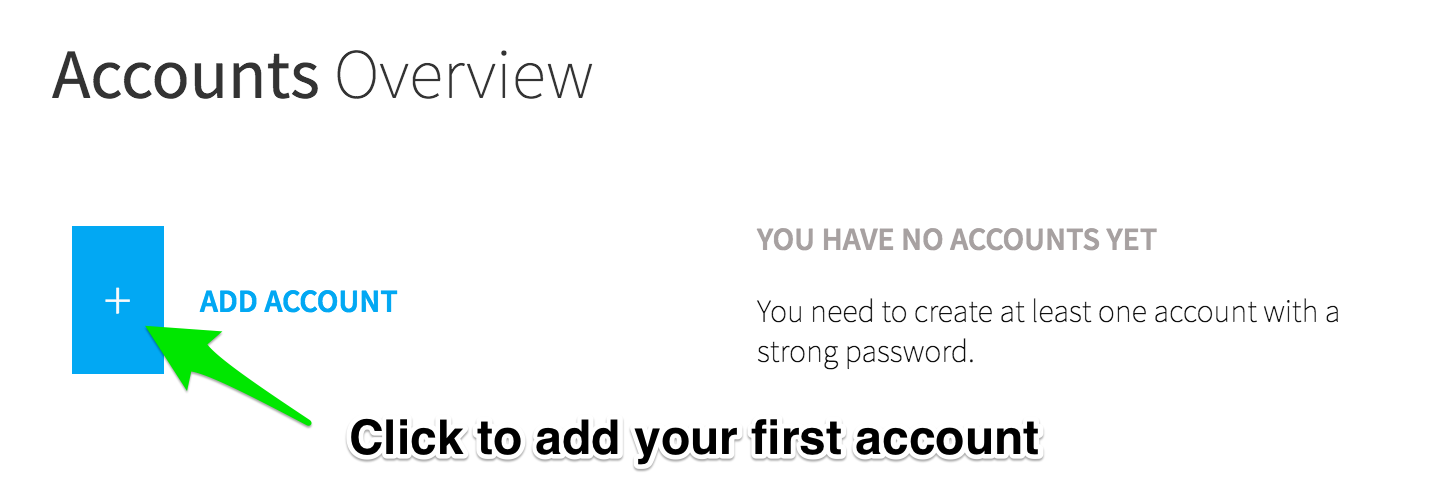 Accounts Overview
+
ADD ACCOUNT
YOU HAVE NO ACCOUNTS YET
You need to create at least one account with a
strong password.
Click to add your first account